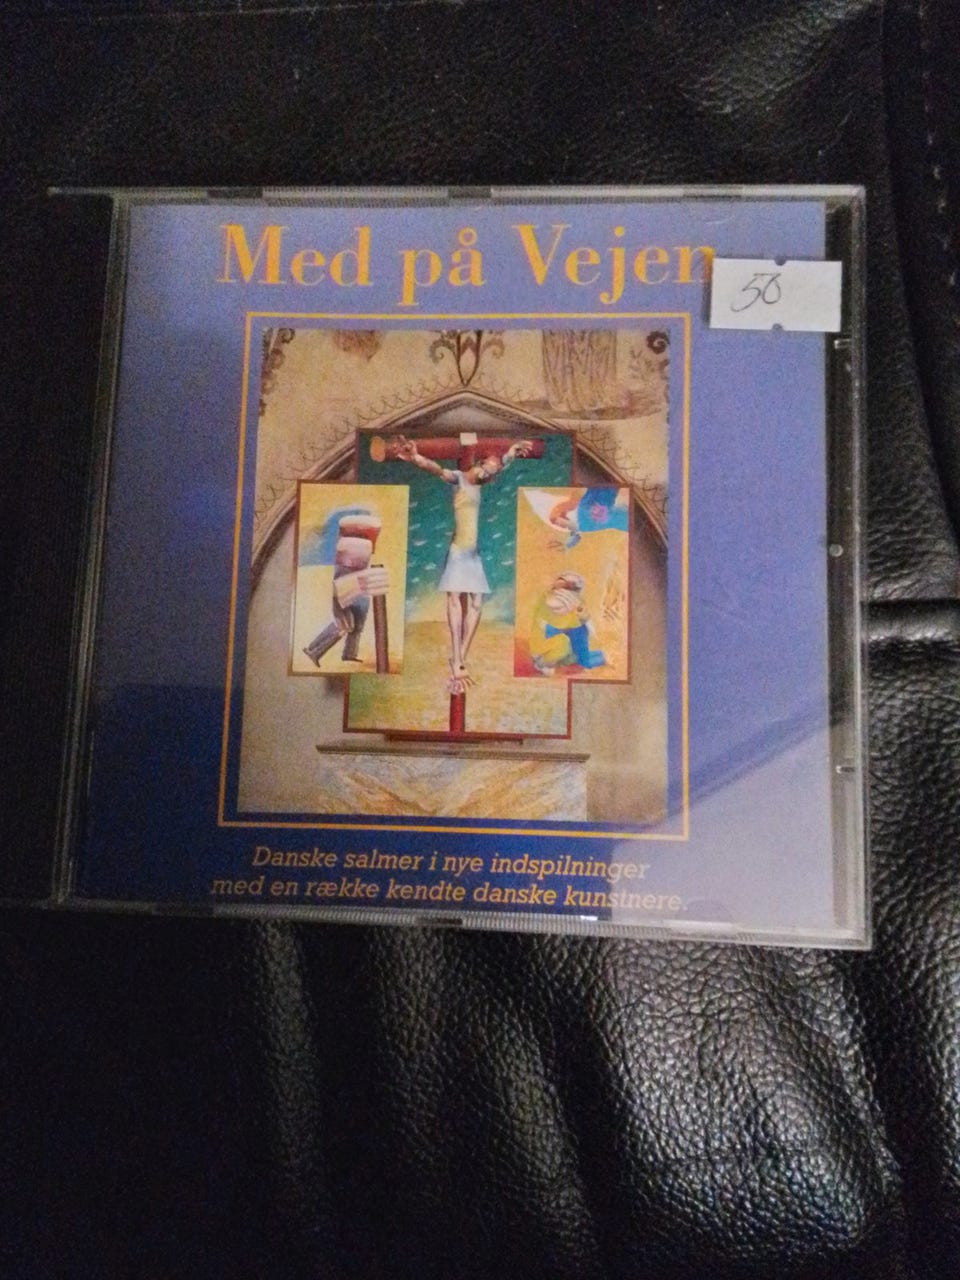 Med på Vejen
50
Danske salmer i nye indspilninger
med en række kendte danske kunstnere.